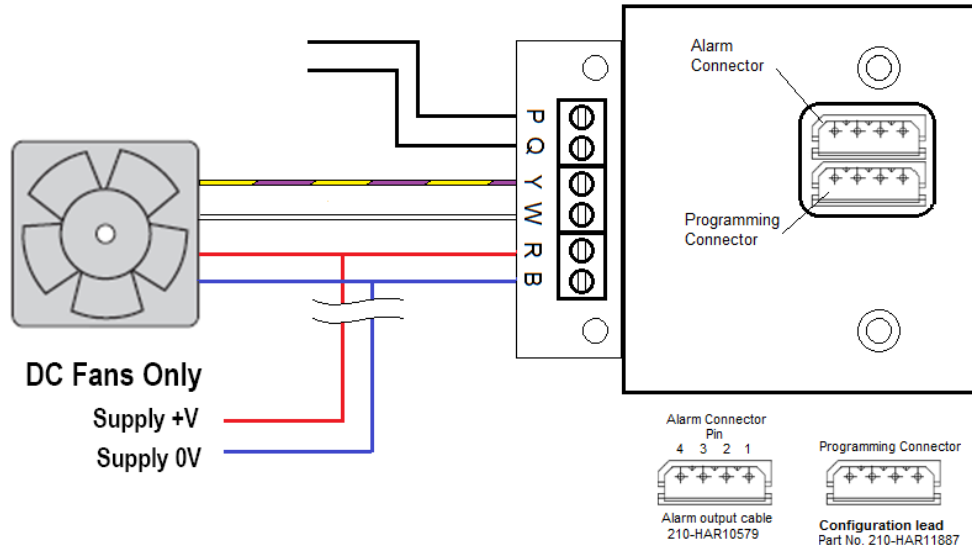 Alarm
Connector
P
Q
Y
W
R
B
Programming
Connector
DC Fans Only
Supply +V
Supply 0V
Alarm Connector
Pin
4 3 2 1
Alarm output cable
210-HAR10579
Programming Connector
Configuration lead
Part No. 210-HAR11887